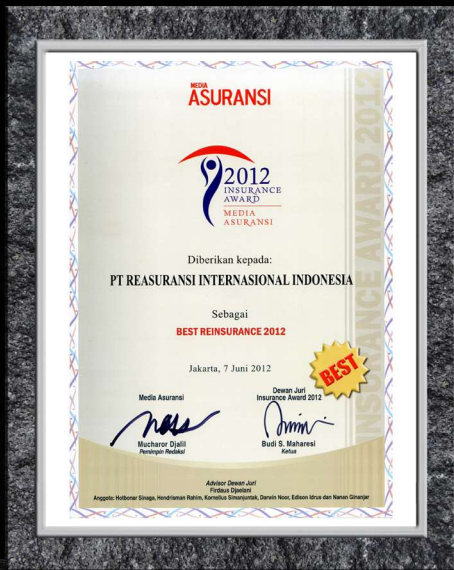 MEDIA
ASURANSI
INSURANCE AWARD 2012
2012
INSURANCE
AWARD
MEDIA
ASURANSI
Diberikan kepada:
PT REASURANSI INTERNASIONAL INDONESIA
Sebagai
BEST REINSURANCE 2012
Jakarta, 7 Juni 2012
BEST
Media Asuransi
Dewan Juri
Insurance Award 2012
Mucharor Djalil
Pemimpin Redaksi
Budi S. Maharesi
Ketua
Advisor Dewan Juri
Firdaus Djaelani
Anggota: Hotbonar Sinaga, Hendrisman Rahim, Kornelius Simanjuntak, Darwin Noor, Edison Idrus dan Nanan Ginanjar